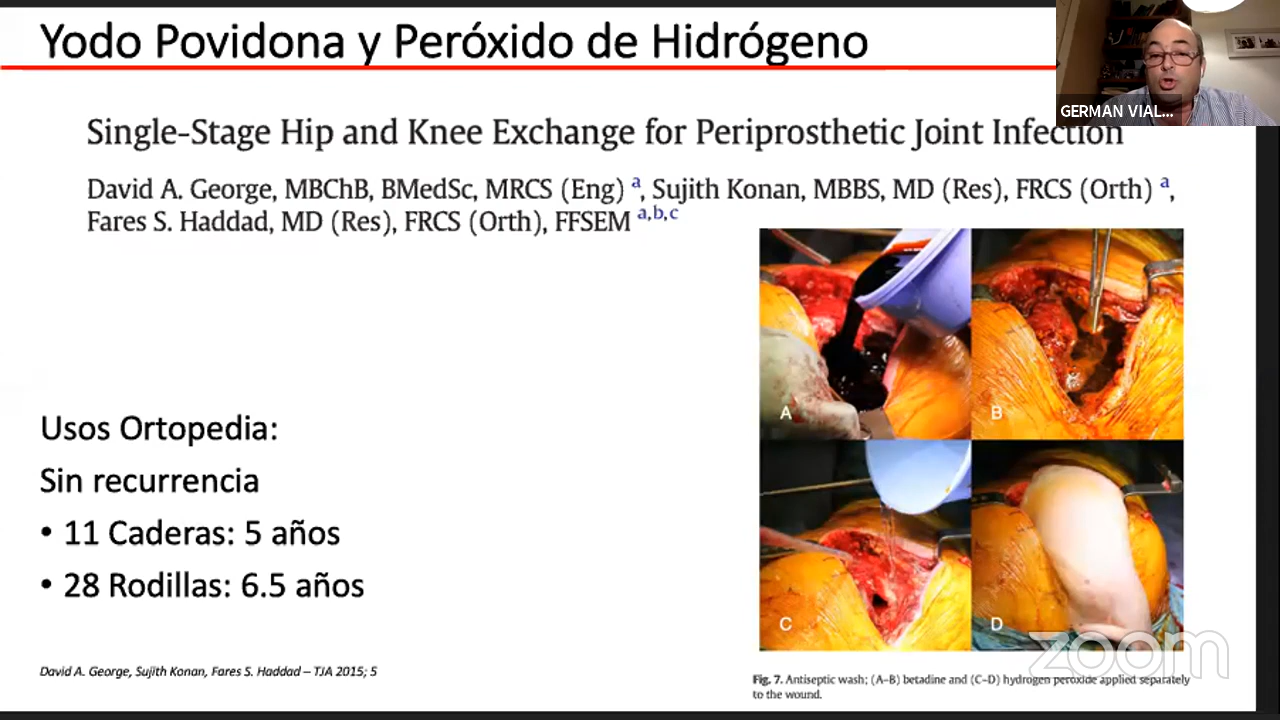 Yodo Povidona y Peróxido de Hidrógeno
GERMAN VIAL...
Single-Stage Hip and Knee Exchange for Periprosthetic Joint Infection
David A. George, MBChB, BMedSc, MRCS (Eng) a, Sujith Konan, MBBS, MD (Res), FRCS (Orth) a,
Fares S. Haddad, MD (Res), FRCS (Orth), FFSEM a,b,c
A
B
C
D
Usos Ortopedia:
Sin recurrencia
• 11 Caderas: 5 años
• 28 Rodillas: 6.5 años
zoom
David A. George, Sujith Konan, Fares S. Haddad – TJA 2015; 5
Fig. 7. Antiseptic wash; (A–B) betadine and (C–D) hydrogen peroxide applied separately
to the wound.